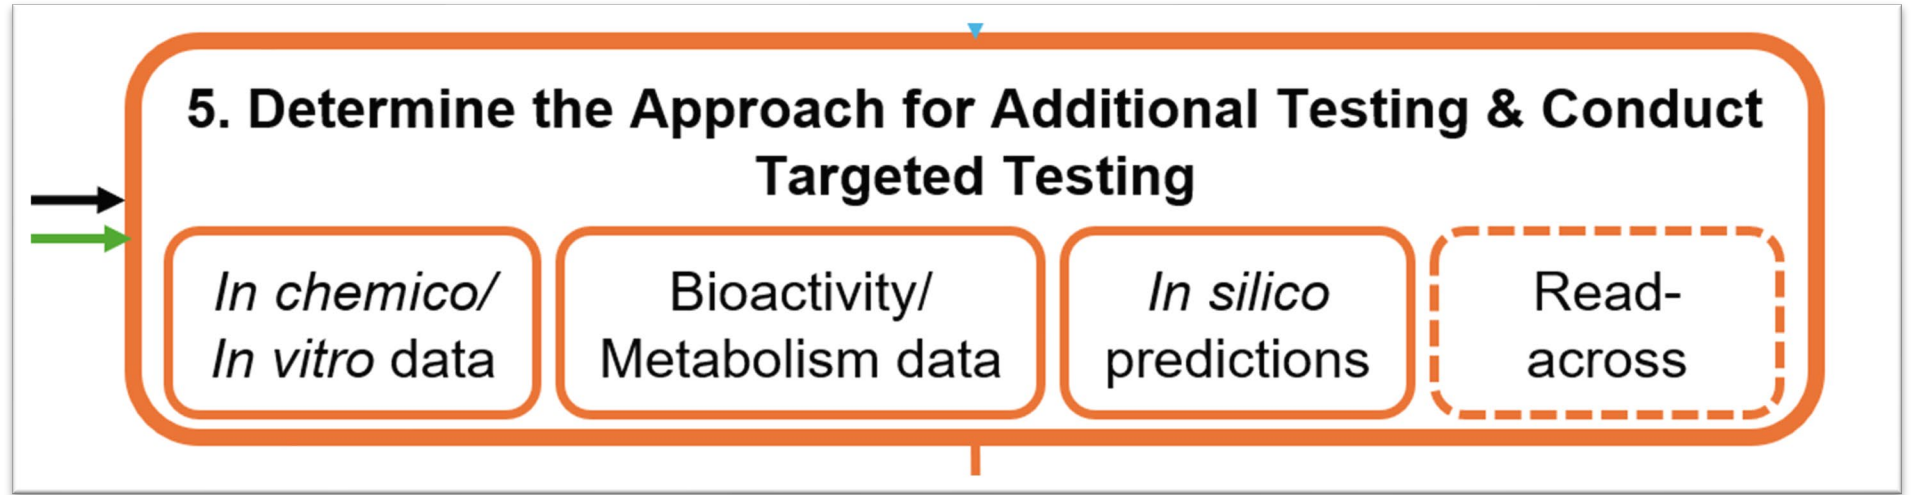 5. Determine the Approach for Additional Testing & Conduct
Targeted Testing
In chemico/
In vitro data
Bioactivity/
Metabolism data
In silico
predictions
Read-
across